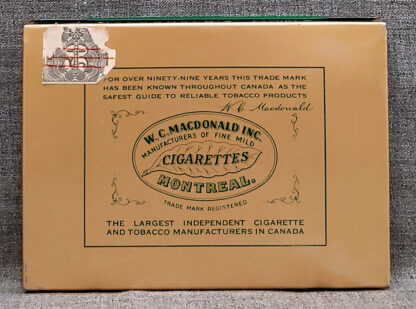 FOR OVER NINETY-NINE YEARS THIS TRADE MARK
HAS BEEN KNOWN THROUGHOUT CANADA AS THE
SAFEST GUIDE TO RELIABLE TOBACCO PRODUCTS
W. C. Macdonald
W. C. MACDONALD INC.
MANUFACTURERS OF FINE MILD
CIGARETTES
MONTREAL.
TRADE MARK REGISTERED
THE LARGEST INDEPENDENT CIGARETTE
AND TOBACCO MANUFACTURERS IN CANADA